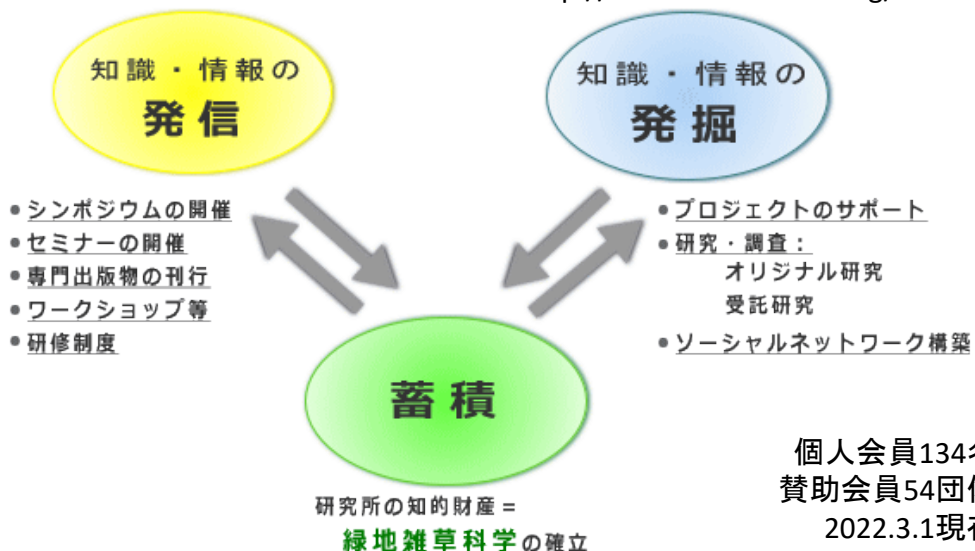 知識・情報の
発信
知識・情報の
発掘
•シンポジウムの開催
•セミナーの開催
•専門出版物の刊行
•ワークショップ等
•研修制度
•プロジェクトのサポート
•研究・調査：
オリジナル研究
受託研究
•ソーシャルネットワーク構築
蓄積
研究所の知的財産＝
緑地雑草科学の確立
個人会員134名
賛助会員54団体
2022.3.1現在